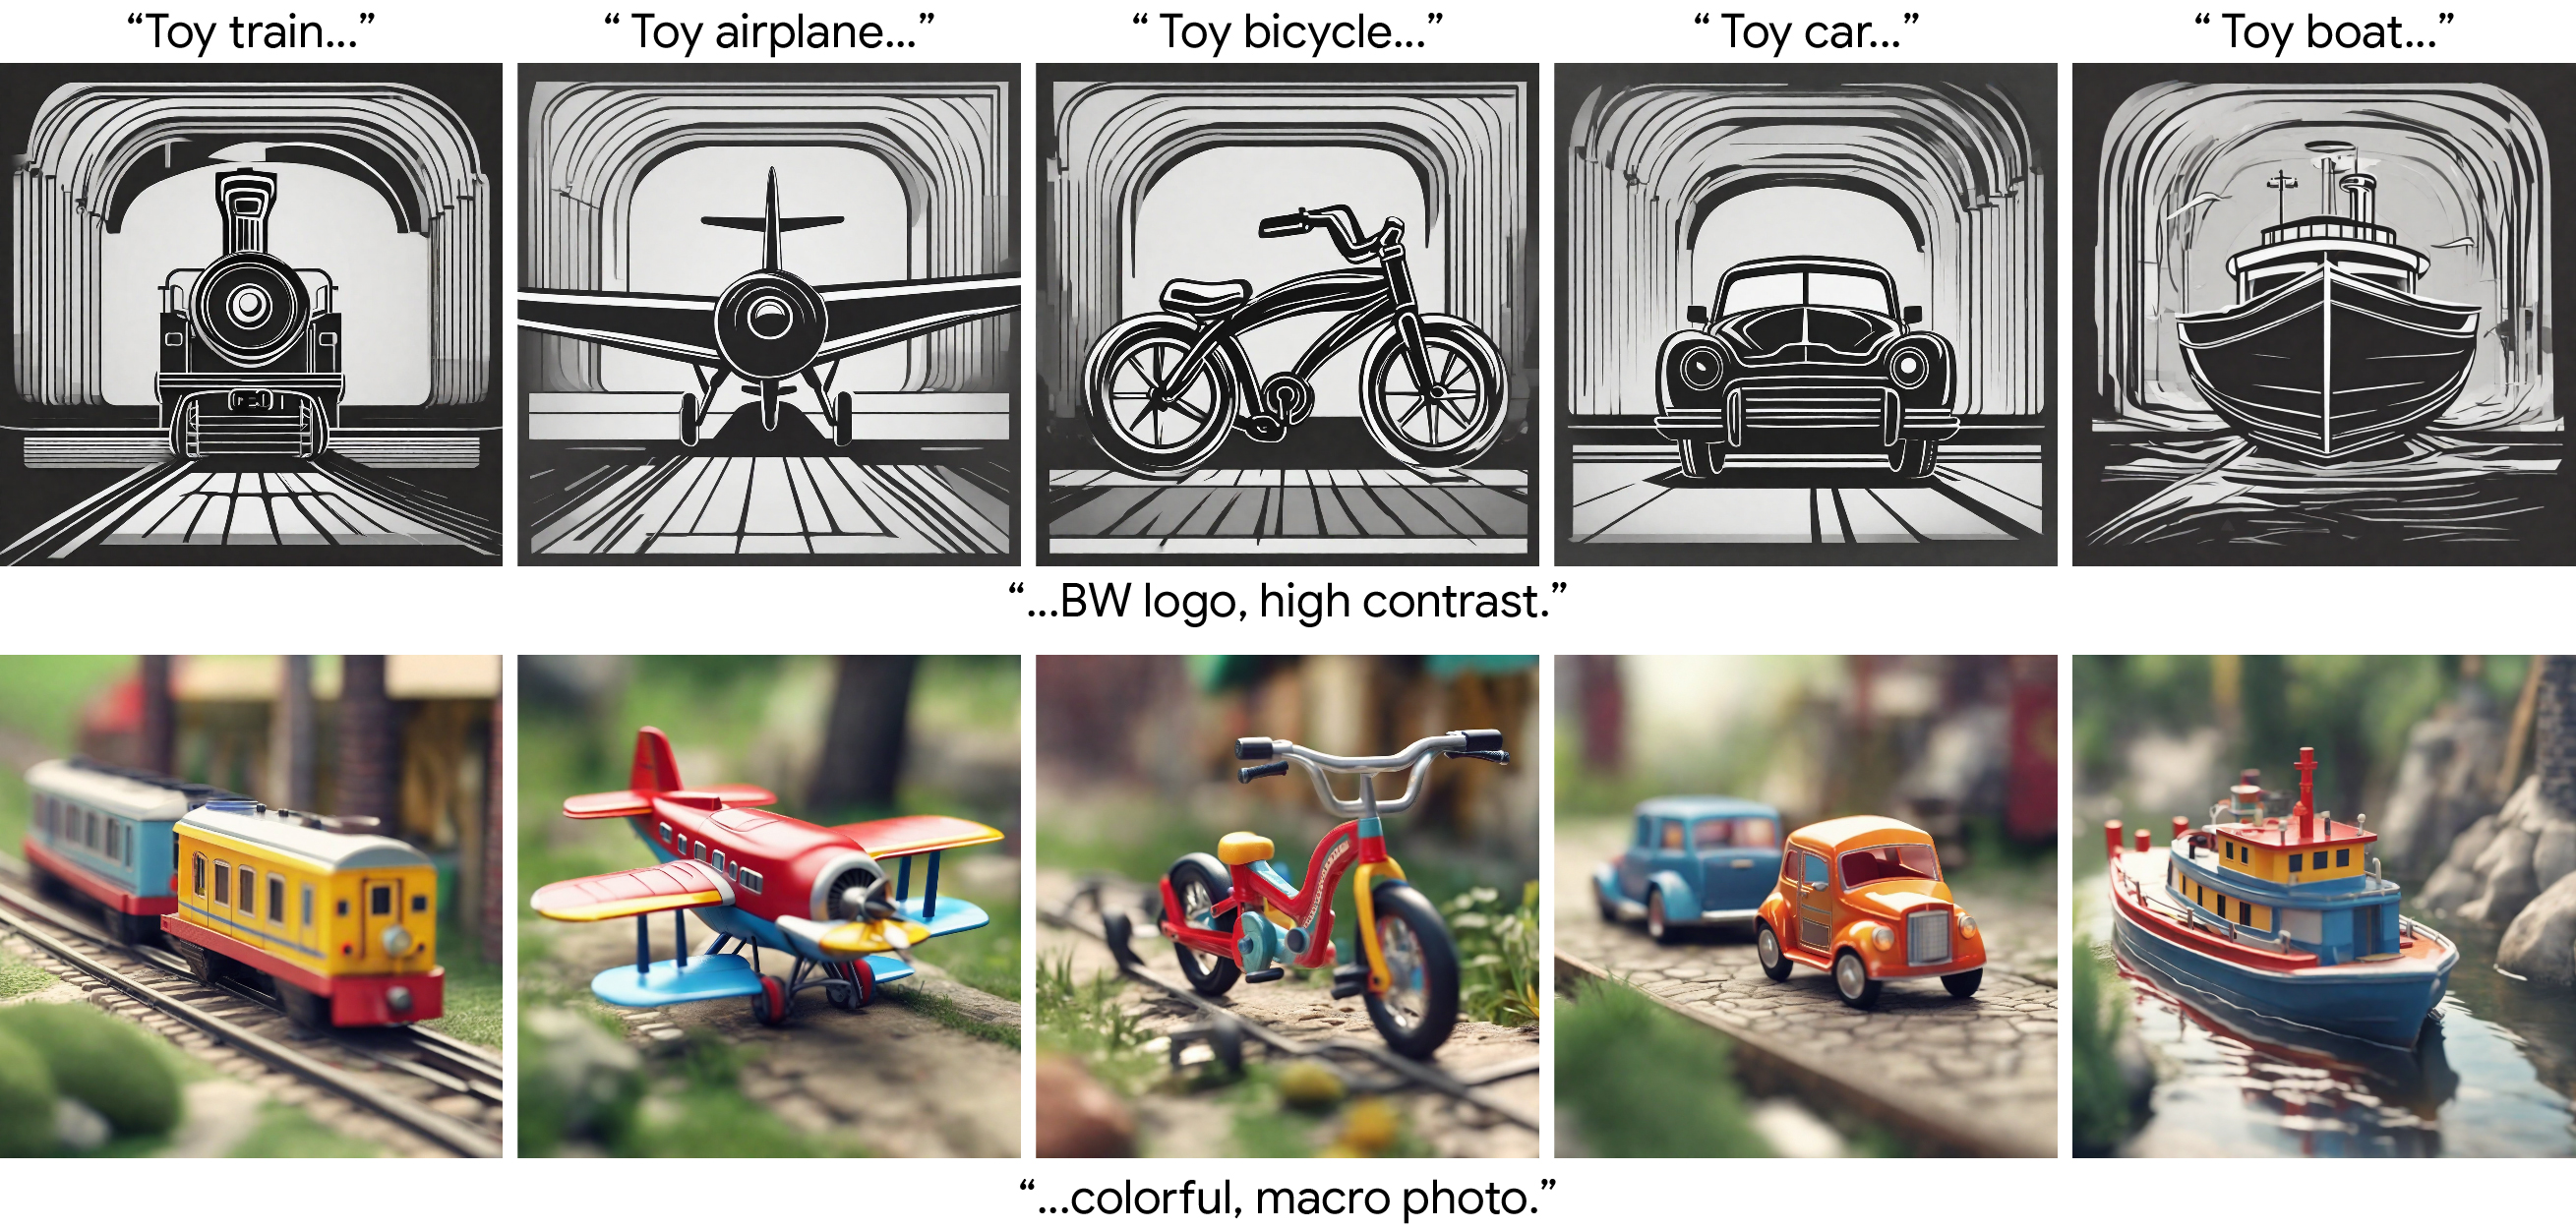 “Toy train...”
“ Toy airplane...”
“ Toy bicycle...”
“ Toy car...”
“ Toy boat...”
“...BW logo, high contrast.”
“...colorful, macro photo.”